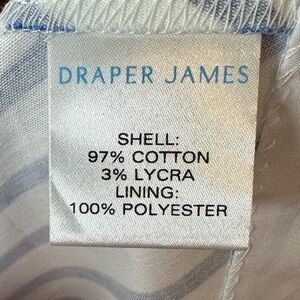 DRAPER JAMES
SHELL:
97% COTTON
3% LYCRA
LINING:
100% POLYESTER